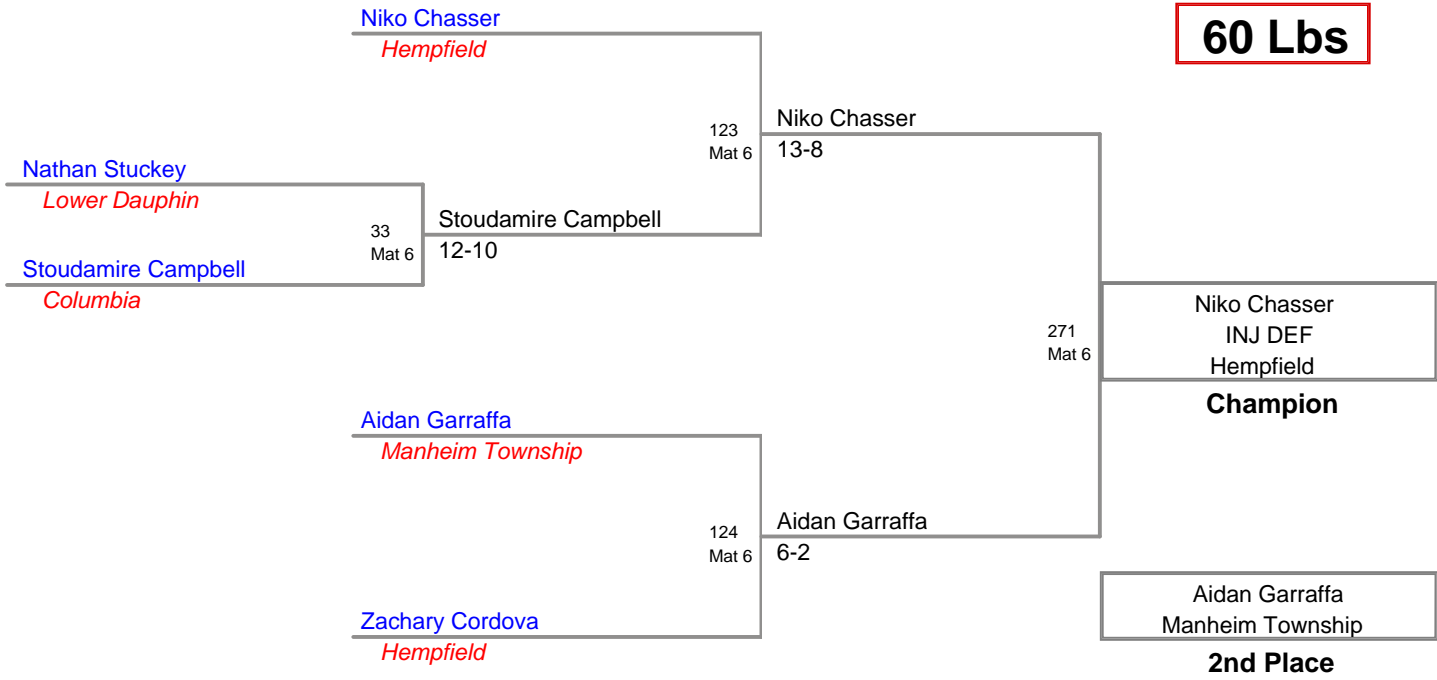 Niko Chasser
Hempfield
60 Lbs
123
Mat 6
Niko Chasser
13-8
Nathan Stuckey
Lower Dauphin
33
Mat 6
Stoudamire Campbell
12-10
Stoudamire Campbell
Columbia
271
Mat 6
Niko Chasser
INJ DEF
Hempfield
Champion
Aidan Garraffa
Manheim Township
124
Mat 6
Aidan Garraffa
6-2
Zachary Cordova
Hempfield
Aidan Garraffa
Manheim Township
2nd Place